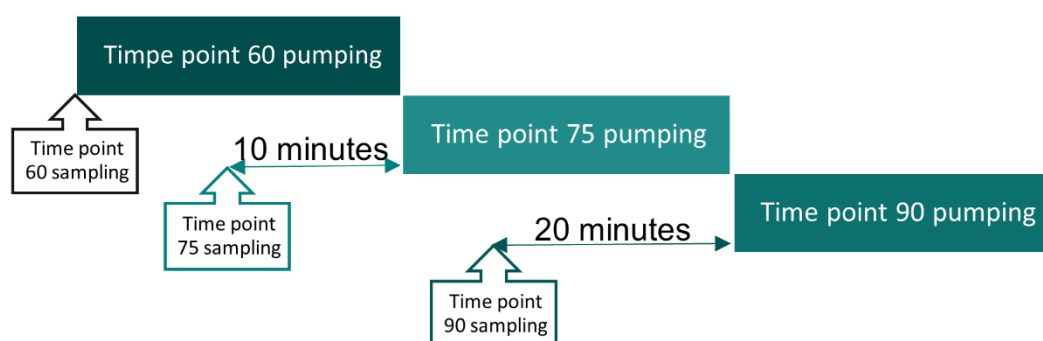 Timpe point 60 pumping
Time point
60 sampling
10 minutes
Time point 75 pumping
Time point
75 sampling
20 minutes
Time point 90 pumping
Time point
90 sampling